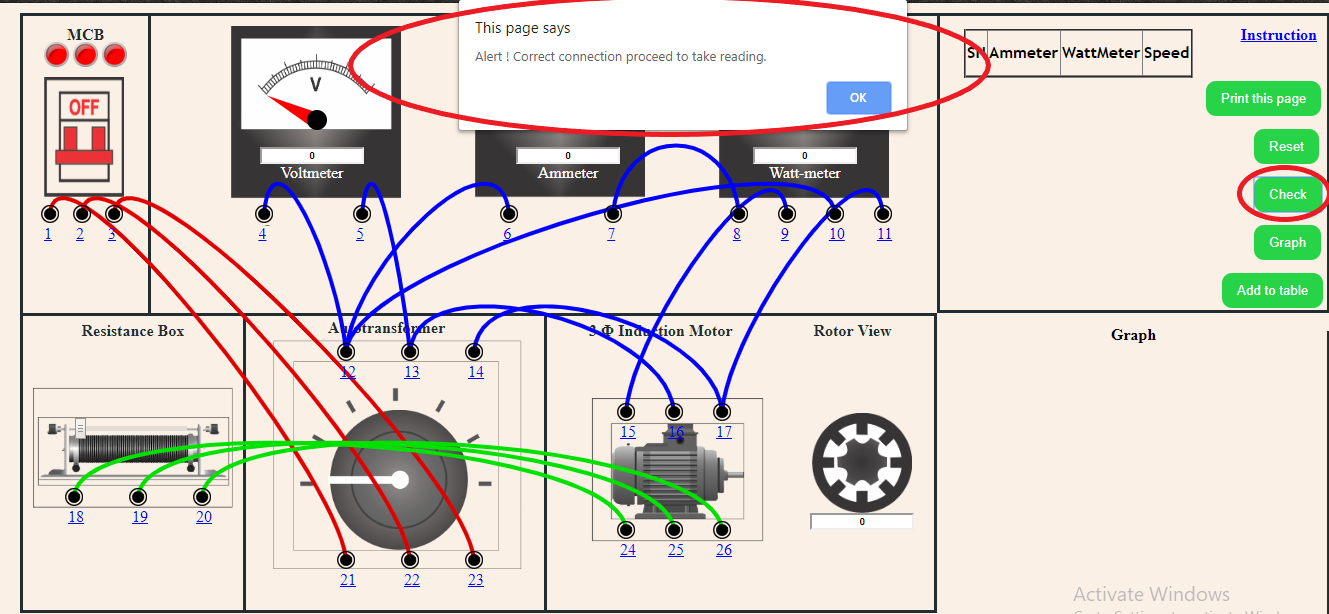 MCB
OFF
1 2 3
V
0
Voltmeter
4 5
This page says
Alert ! Correct connection proceed to take reading.
OK
0
Ammeter
6 7
0
Watt-meter
8 9 10 11
Ammeter WattMeter Speed
Instruction
Print this page
Reset
Check
Graph
Add to table
Resistance Box
18 19 20
Autotransformer
12 13 14
21 22 23
3 Φ Induction Motor
15 16 17
24 25 26
Rotor View
0
Graph
Activate Windows